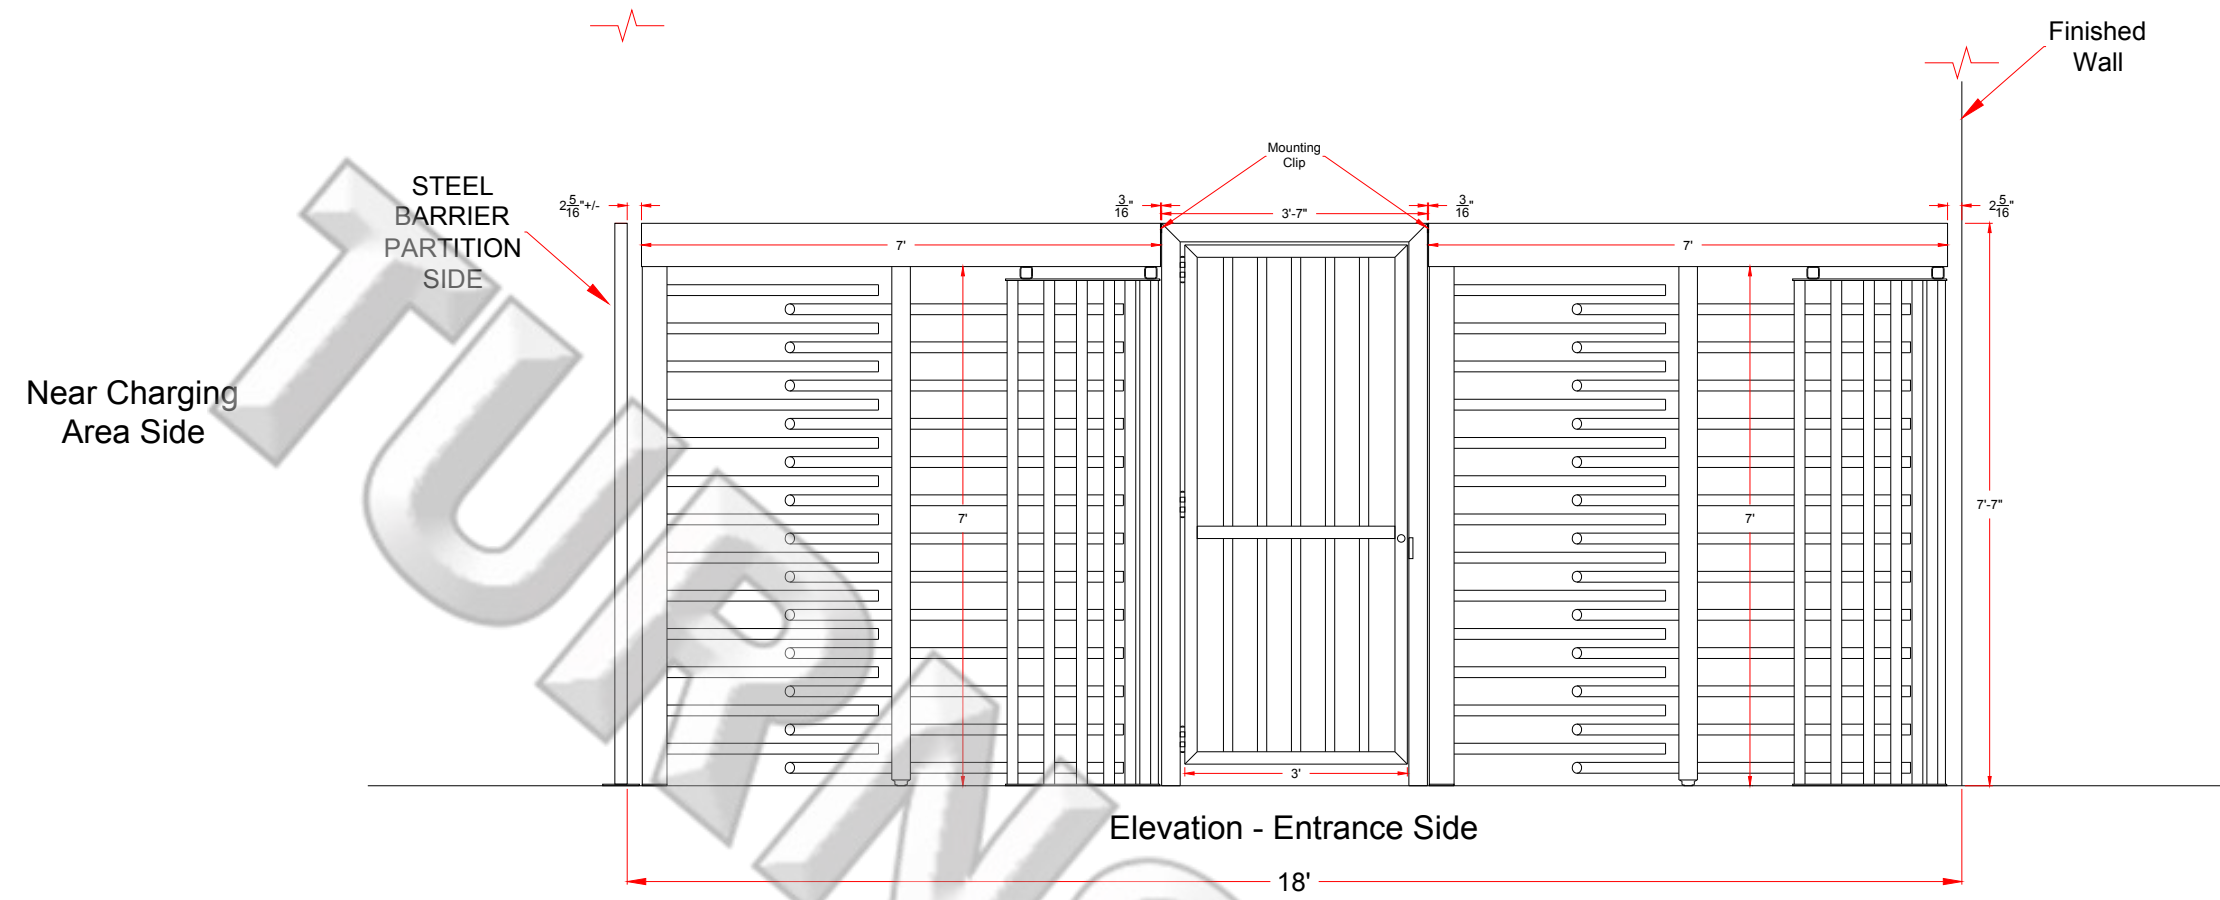 Finished
Wall
Mounting
Clip
STEEL
BARRIER
PARTITION
SIDE
2 5/16"+/-
3/16"
3'-7"
3/16"
2 5/16"
7'
7'
Near Charging
Area Side
7'
7'
7'-7"
3'
Elevation - Entrance Side
18'
TURN